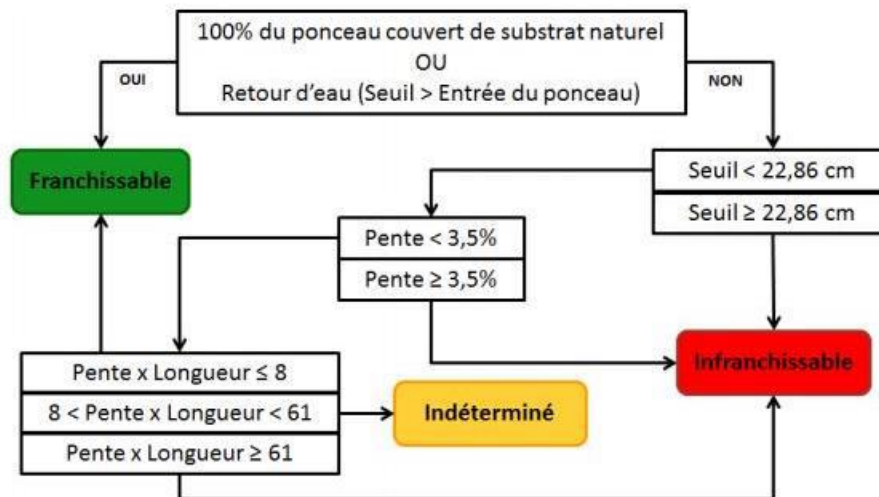 100% du ponceau couvert de substrat naturel
OU
Retour d'eau (Seuil > Entrée du ponceau)
OUI
NON
Franchissable
Seuil < 22,86 cm
Seuil ≥ 22,86 cm
Pente < 3,5%
Pente ≥ 3,5%
Infranchissable
Pente x Longueur ≤ 8
8 < Pente x Longueur < 61
Pente x Longueur ≥ 61
Indéterminé